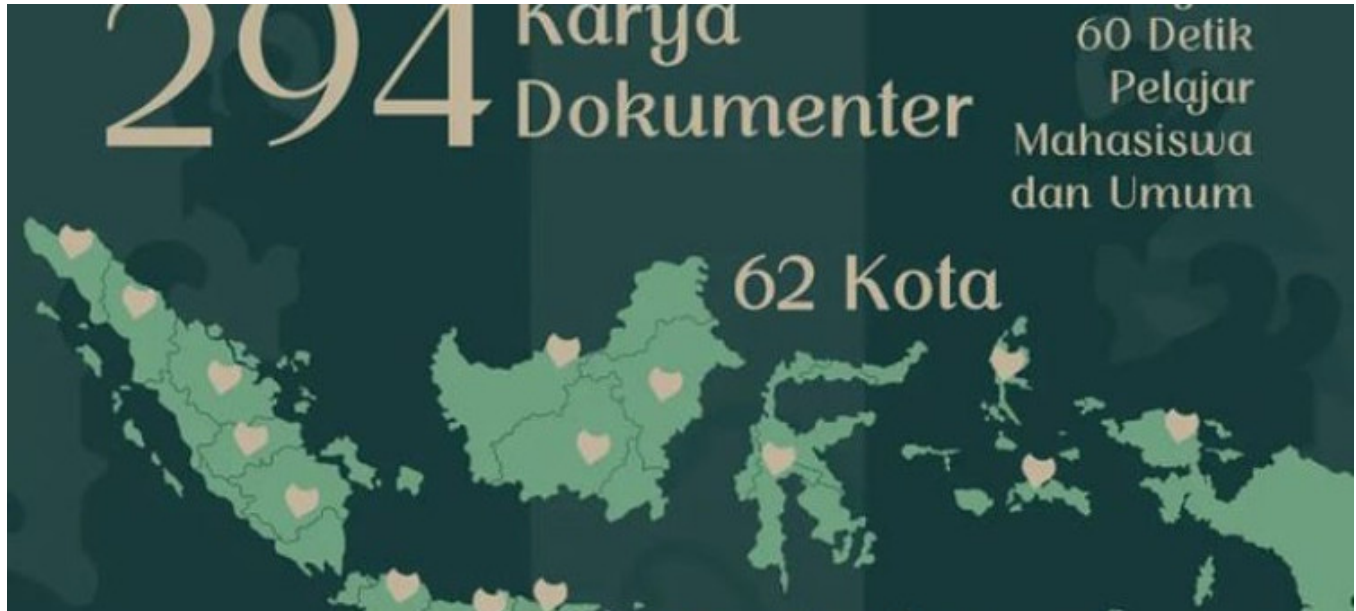 294
Karya
Dokumenter
60 Detik
Pelajar
Mahasiswa
dan Umum
62 Kota